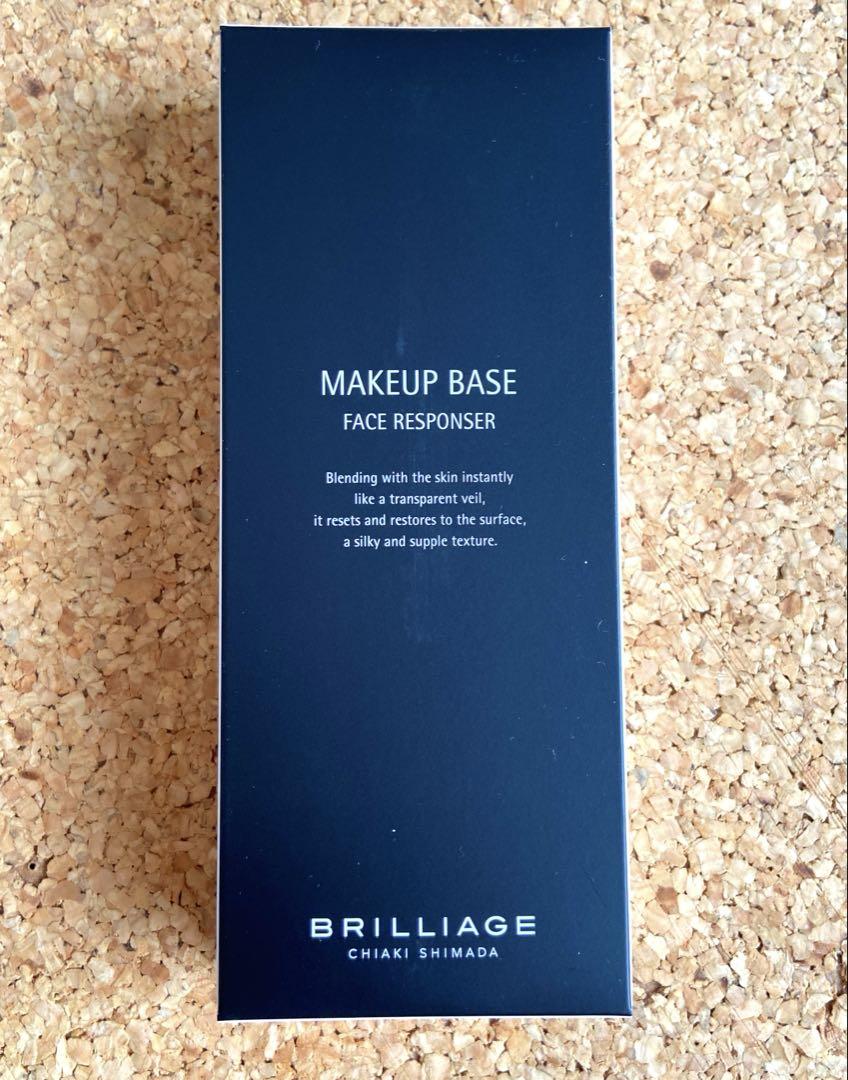 MAKEUP BASE
FACE RESPONSER
Blending with the skin instantly
like a transparent veil,
it resets and restores to the surface,
a silky and supple texture.
BRILLIAGE
CHIAKI SHIMADA